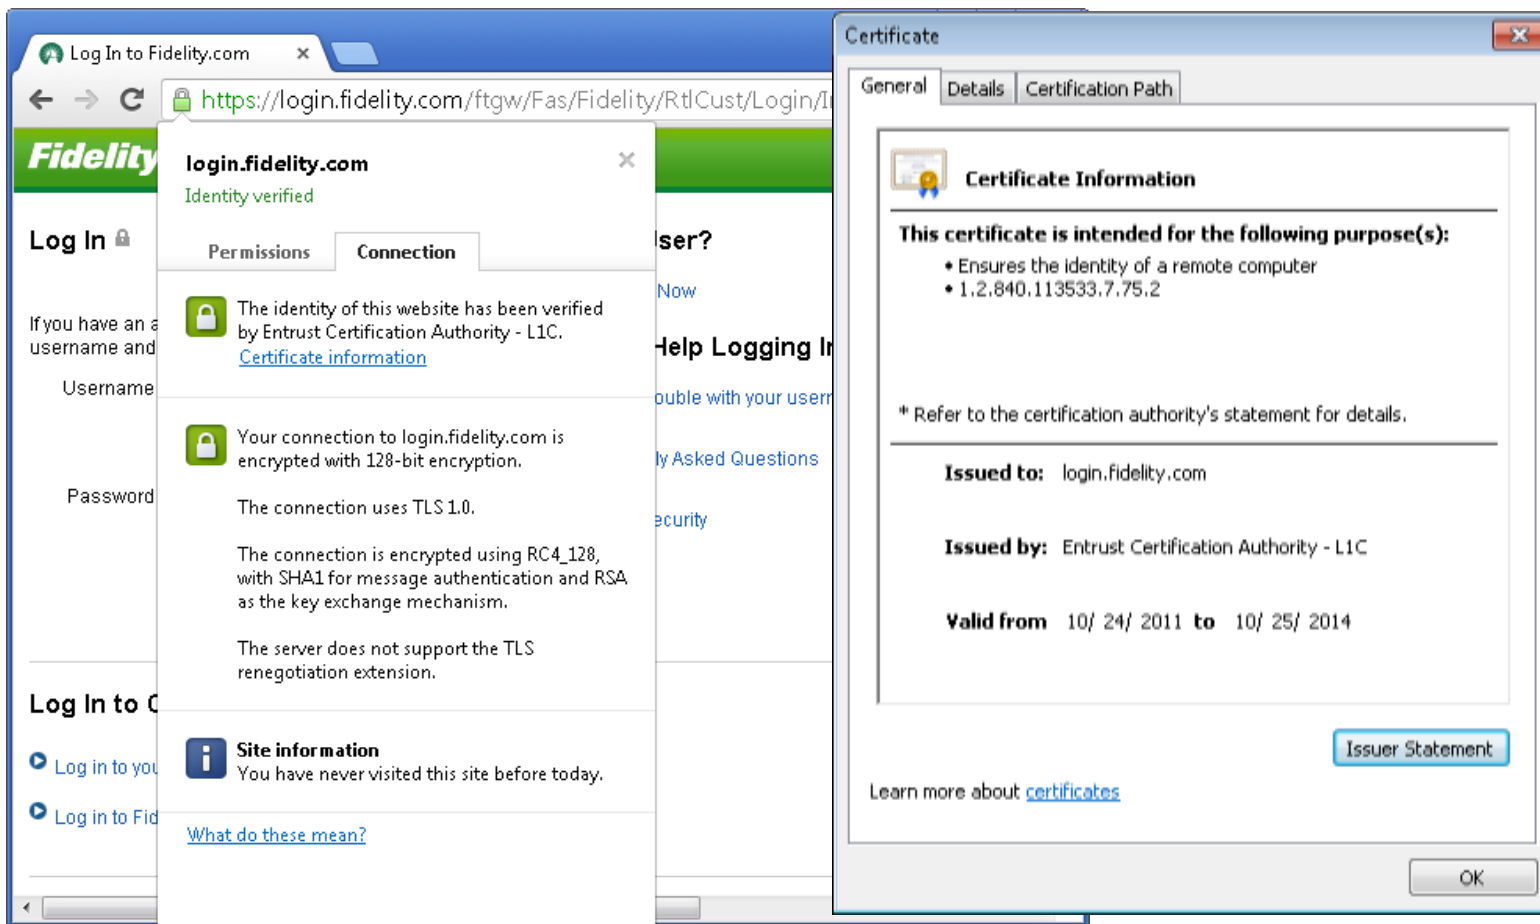 Log In to Fidelity.com
https://login.fidelity.com/ftgw/Fas/Fidelity/RtlCust/Login/I
Fidelity
login.fidelity.com
Identity verified
Permissions
Connection
The identity of this website has been verified
by Entrust Certification Authority - L1C.
Certificate information
Your connection to login.fidelity.com is
encrypted with 128-bit encryption.
The connection uses TLS 1.0.
The connection is encrypted using RC4_128,
with SHA1 for message authentication and RSA
as the key exchange mechanism.
The server does not support the TLS
renegotiation extension.
Site information
You have never visited this site before today.
What do these mean?
Log In
If you have an a
username and
Username
Password
Log In to
Log in to you
Log in to Fid
ser?
Now
Help Logging I
ouble with your user
ly Asked Questions
ecurity
Certificate
General
Details
Certification Path
Certificate Information
This certificate is intended for the following purpose(s):
• Ensures the identity of a remote computer
• 1.2.840.113533.7.75.2
* Refer to the certification authority's statement for details.
Issued to: login.fidelity.com
Issued by: Entrust Certification Authority - L1C
Valid from 10/ 24/ 2011 to 10/ 25/ 2014
Issuer Statement
Learn more about certificates
OK